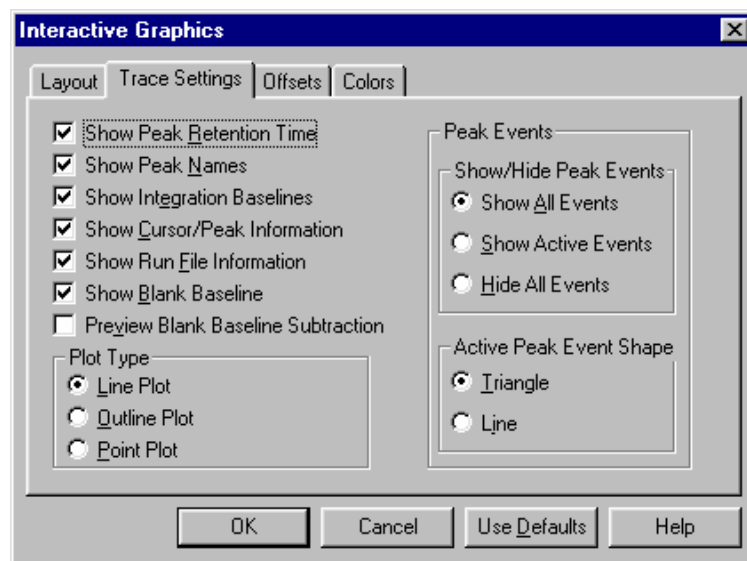 Interactive Graphics
Layout Trace Settings Offsets Colors
Show Peak Retention Time
Show Peak Names
Show Integration Baselines
Show Cursor/Peak Information
Show Run File Information
Show Blank Baseline
Preview Blank Baseline Subtraction
Plot Type
Line Plot
Outline Plot
Point Plot
Peak Events
Show/Hide Peak Events
Show All Events
Show Active Events
Hide All Events
Active Peak Event Shape
Triangle
Line
OK Cancel Use Defaults Help